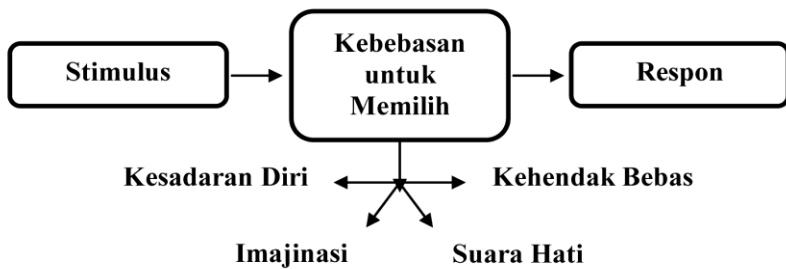 Stimulus
Kebebasan
untuk
Memilih
Respon
Kesadaran Diri
Kehendak Bebas
Imajinasi
Suara Hati